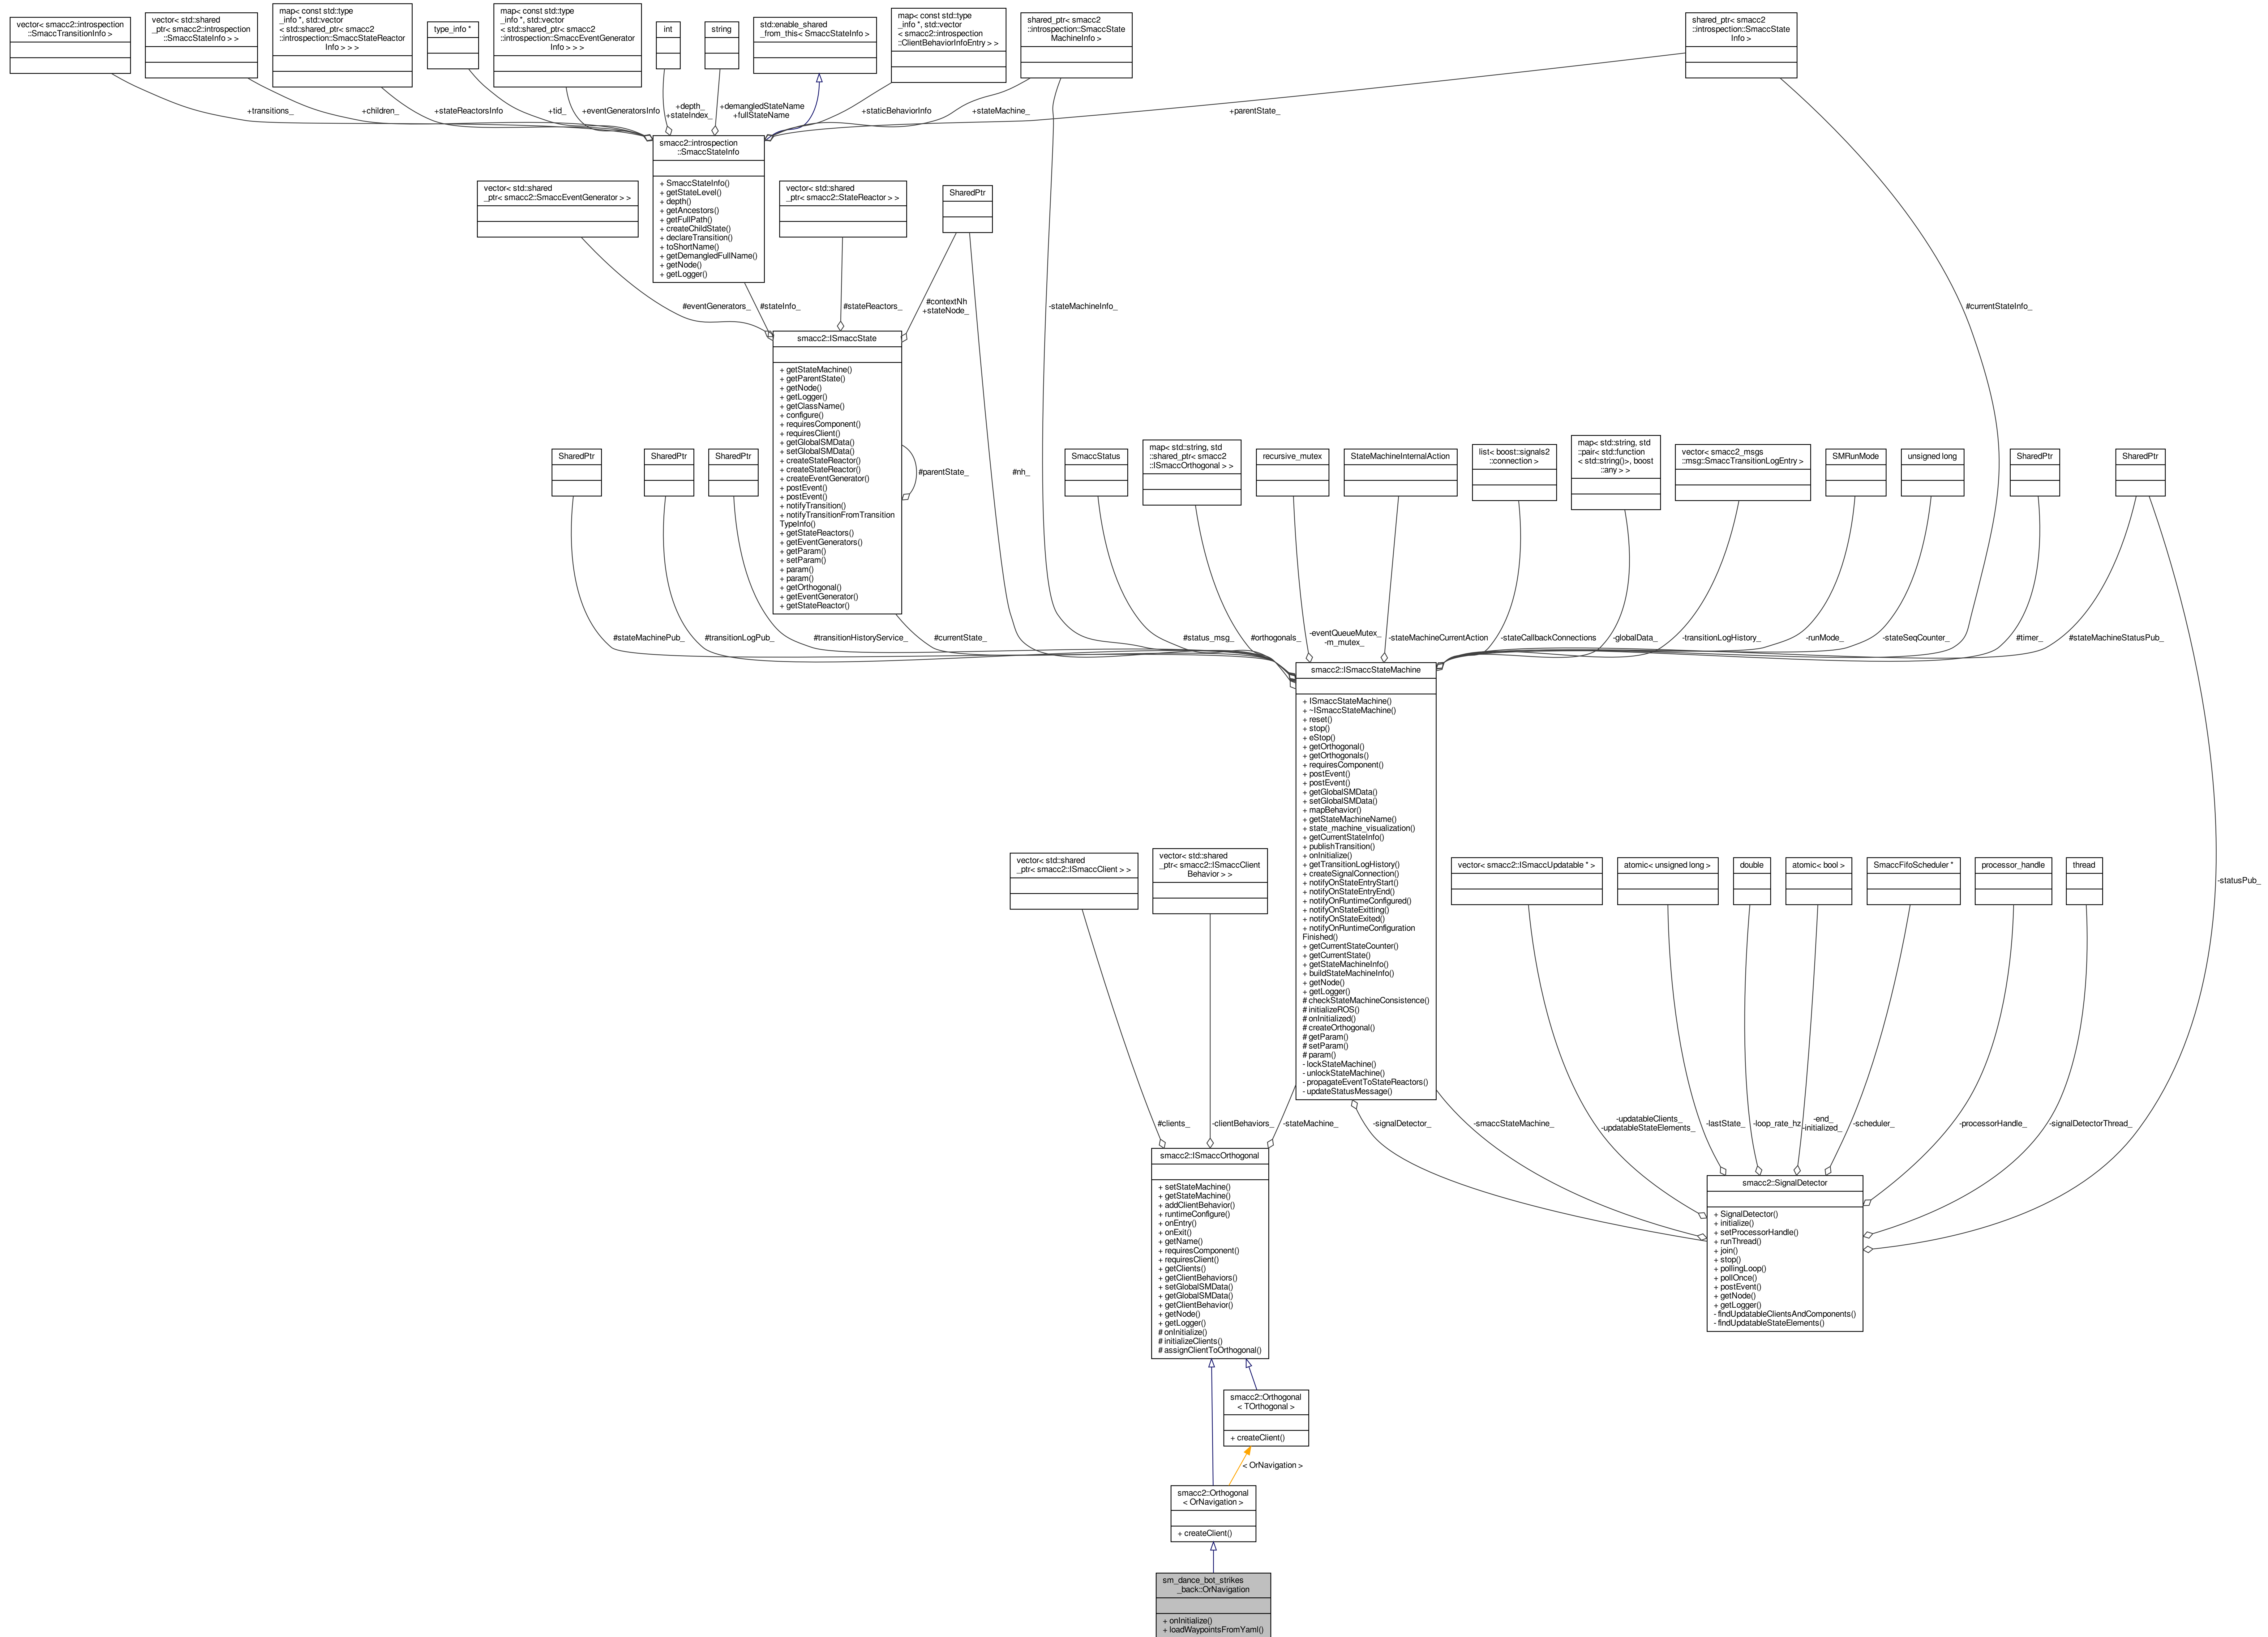 vector< smacc2::introspection
::SmaccTransitionInfo >
vector< std::shared
_ptr< smacc2::introspection
::SmaccStateInfo > >
map< const std::type
_info *, std::vector
< std::shared_ptr< smacc2
::introspection::SmaccStateReactor
Info > > >
type_info *
map< const std::type
_info *, std::vector
< std::shared_ptr< smacc2
::introspection::SmaccEventGenerator
Info > > >
int
string
std::enable_shared
_from_this< SmaccStateInfo >
map< const std::type
_info *, std::vector
< smacc2::introspection
::ClientBehaviorInfoEntry > >
shared_ptr< smacc2
::introspection::SmaccState
MachineInfo >
shared_ptr< smacc2
::introspection::SmaccState
Info >
+transitions_
+children_
+stateReactorsInfo
+tid_
+eventGeneratorsInfo
+depth_
+stateIndex_
+demangledStateName
+fullStateName
+staticBehaviorInfo
+stateMachine_
+parentState_
smacc2::introspection
::SmaccStateInfo
+ SmaccStateInfo()
+ getStateLevel()
+ depth()
+ getAncestors()
+ getFullPath()
+ createChildState()
+ declareTransition()
+ toShortName()
+ getDemangledFullName()
+ getNode()
+ getLogger()
vector< std::shared
_ptr< smacc2::SmaccEventGenerator > >
vector< std::shared
_ptr< smacc2::StateReactor > >
SharedPtr
#eventGenerators_
#stateInfo_
#stateReactors_
#contextNh
+stateNode_
-stateMachineInfo_
#currentStateInfo_
smacc2::ISmaccState
+ getStateMachine()
+ getParentState()
+ getNode()
+ getLogger()
+ getClassName()
+ configure()
+ requiresComponent()
+ requiresClient()
+ getGlobalSMData()
+ setGlobalSMData()
+ createStateReactor()
+ createStateReactor()
+ createEventGenerator()
+ postEvent()
+ postEvent()
+ notifyTransition()
+ notifyTransitionFromTransition
TypeInfo()
+ getStateReactors()
+ getEventGenerators()
+ getParam()
+ setParam()
+ param()
+ param()
+ getOrthogonal()
+ getEventGenerator()
+ getStateReactor()
#parentState_
#nh_
SharedPtr
SharedPtr
SharedPtr
SmaccStatus
map< std::string, std
::shared_ptr< smacc2
::ISmaccOrthogonal > >
recursive_mutex
StateMachineInternalAction
list< boost::signals2
::connection >
map< std::string, std
::pair< std::function
< std::string()>, boost
::any > >
vector< smacc2_msgs
::msg::SmaccTransitionLogEntry >
SMRunMode
unsigned long
SharedPtr
SharedPtr
#stateMachinePub_
#transitionLogPub_
#transitionHistoryService_
#currentState_
#status_msg_
#orthogonals_
-eventQueueMutex_
-m_mutex_
-stateMachineCurrentAction
-stateCallbackConnections
-globalData_
-transitionLogHistory_
-runMode_
-stateSeqCounter_
#timer_
#stateMachineStatusPub_
smacc2::ISmaccStateMachine
+ ISmaccStateMachine()
+ ~ISmaccStateMachine()
+ reset()
+ stop()
+ eStop()
+ getOrthogonal()
+ getOrthogonals()
+ requiresComponent()
+ postEvent()
+ postEvent()
+ getGlobalSMData()
+ setGlobalSMData()
+ mapBehavior()
+ getStateMachineName()
+ state_machine_visualization()
+ getCurrentStateInfo()
+ publishTransition()
+ onInitialize()
+ getTransitionLogHistory()
+ createSignalConnection()
+ notifyOnStateEntryStart()
+ notifyOnStateEntryEnd()
+ notifyOnRuntimeConfigured()
+ notifyOnStateExitting()
+ notifyOnStateExited()
+ notifyOnRuntimeConfiguration
Finished()
+ getCurrentStateCounter()
+ getCurrentState()
+ getStateMachineInfo()
+ buildStateMachineInfo()
+ getNode()
+ getLogger()
# checkStateMachineConsistence()
# initializeROS()
# onInitialized()
# createOrthogonal()
# getParam()
# setParam()
# param()
- lockStateMachine()
- unlockStateMachine()
- propagateEventToStateReactors()
- updateStatusMessage()
vector< std::shared
_ptr< smacc2::ISmaccClient > >
vector< std::shared
_ptr< smacc2::ISmaccClient
Behavior > >
vector< smacc2::ISmaccUpdatable * >
atomic< unsigned long >
double
atomic< bool >
SmaccFifoScheduler *
processor_handle
thread
-statusPub_
#clients_
-clientBehaviors_
-stateMachine_
-signalDetector_
-smaccStateMachine_
-updatableClients_
-updatableStateElements_
-lastState_
-loop_rate_hz
-end_
-initialized_
-scheduler_
-processorHandle_
-signalDetectorThread_
smacc2::ISmaccOrthogonal
+ setStateMachine()
+ getStateMachine()
+ addClientBehavior()
+ runtimeConfigure()
+ onEntry()
+ onExit()
+ getName()
+ requiresComponent()
+ requiresClient()
+ getClients()
+ getClientBehaviors()
+ setGlobalSMData()
+ getGlobalSMData()
+ getClientBehavior()
+ getNode()
+ getLogger()
# onInitialize()
# initializeClients()
# assignClientToOrthogonal()
smacc2::SignalDetector
+ SignalDetector()
+ initialize()
+ setProcessorHandle()
+ runThread()
+ join()
+ stop()
+ pollingLoop()
+ pollOnce()
+ postEvent()
+ getNode()
+ getLogger()
- findUpdatableClientsAndComponents()
- findUpdatableStateElements()
smacc2::Orthogonal
< TOrthogonal >
+ createClient()
< OrNavigation >
smacc2::Orthogonal
< OrNavigation >
+ createClient()
sm_dance_bot_strikes
_back::OrNavigation
+ onInitialize()
+ loadWaypointsFromYaml()